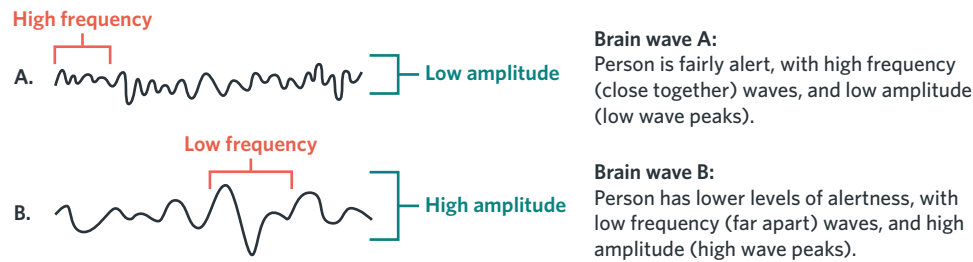 High frequency
A.
Low amplitude
Brain wave A:
Person is fairly alert, with high frequency
(close together) waves, and low amplitude
(low wave peaks).
Low frequency
B.
High amplitude
Brain wave B:
Person has lower levels of alertness, with
low frequency (far apart) waves, and high
amplitude (high wave peaks).